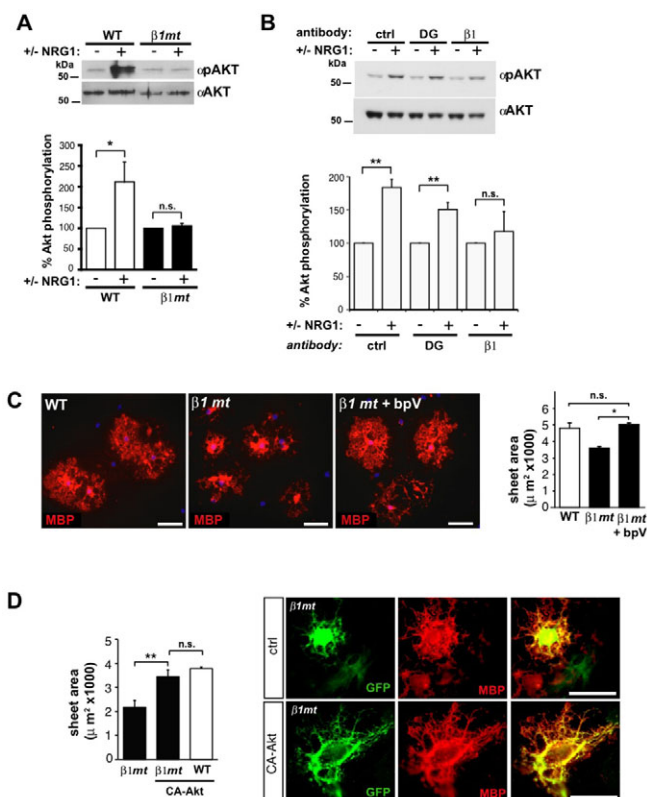 A
WT β1mt
+/- NRG1: - + - +
kDa
50 αpAKT
50 αAKT
% Akt phosphorylation
300
250
200
150
100
50
0
*
n.s.
+/- NRG1: - + - +
WT β1mt
B
antibody: ctrl DG β1
+/- NRG1: - + - + - +
kDa
50 αpAKT
50 αAKT
% Akt phosphorylation
200
150
100
50
0
** ** n.s.
+/- NRG1: - + - + - +
antibody: ctrl DG β1
C
WT β1 mt β1 mt + bpV
MBP MBP MBP
sheet area
(μ m² x1000)
6
5
4
3
2
1
0
n.s.
*
WT β1mt β1mt
+ bpV
D
sheet area
(μ m² x1000)
5
4
3
2
1
0
**
n.s.
β1mt β1mt WT
CA-Akt
ctrl
β1mt
GFP MBP
CA-Akt
β1mt
GFP MBP